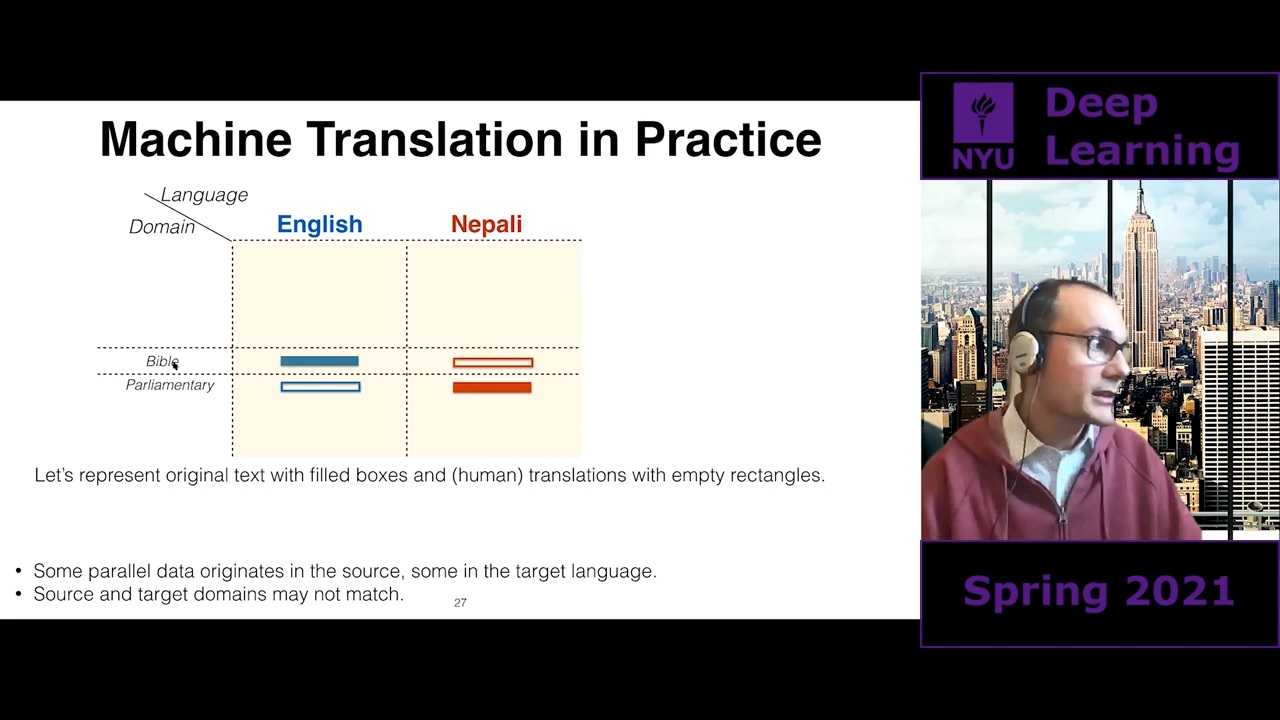 Machine Translation in Practice
Language
Domain
English
Nepali
Bible
Parliamentary
Let's represent original text with filled boxes and (human) translations with empty rectangles.
• Some parallel data originates in the source, some in the target language.
• Source and target domains may not match.
27
NYU
Deep
Learning
Spring 2021